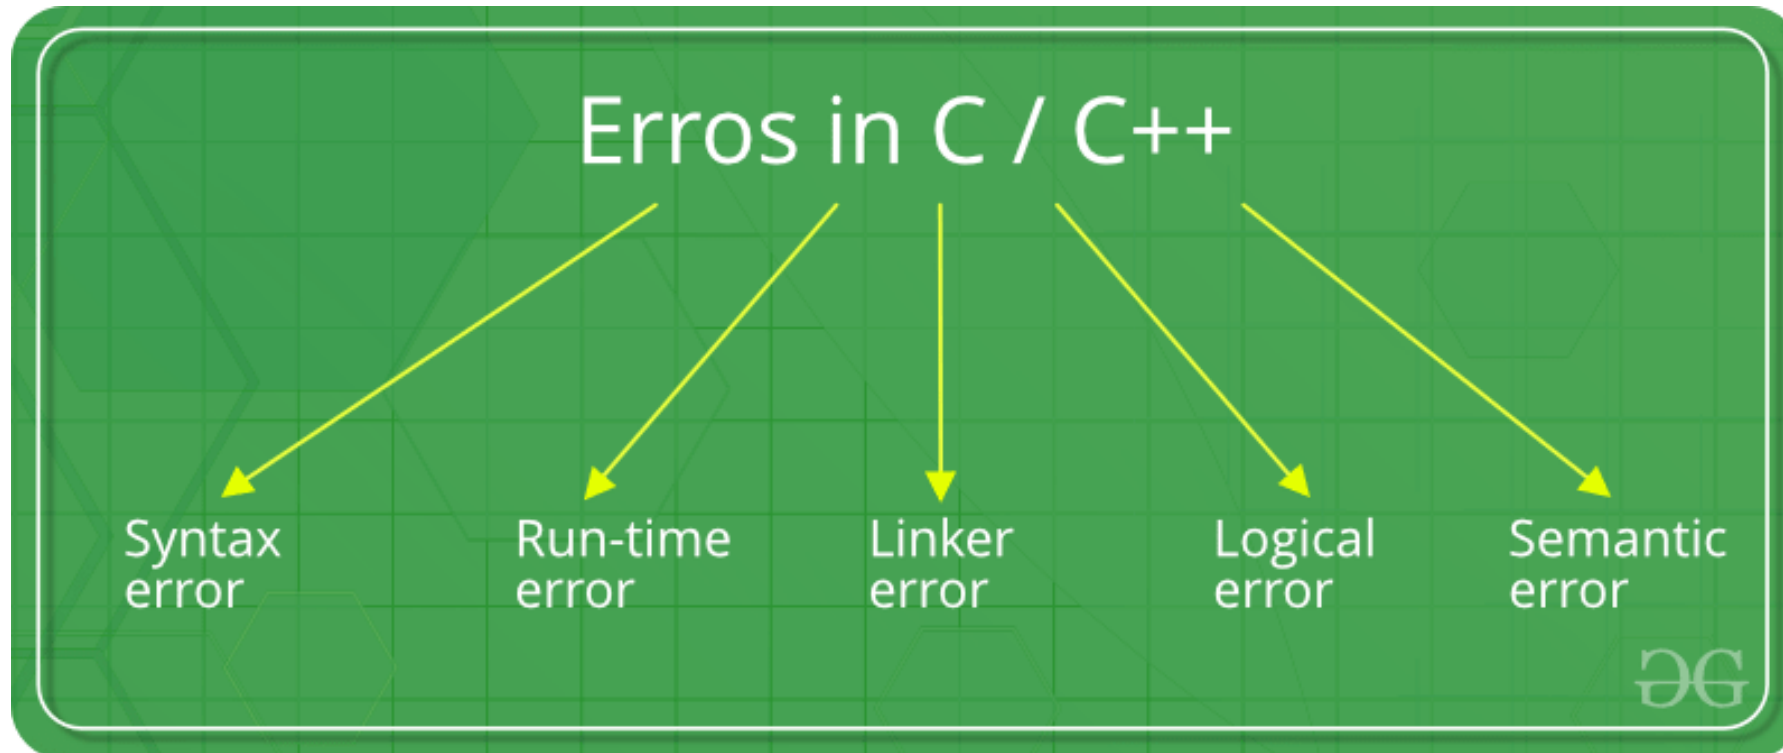 Erros in C / C++
Syntax
error
Run-time
error
Linker
error
Logical
error
Semantic
error